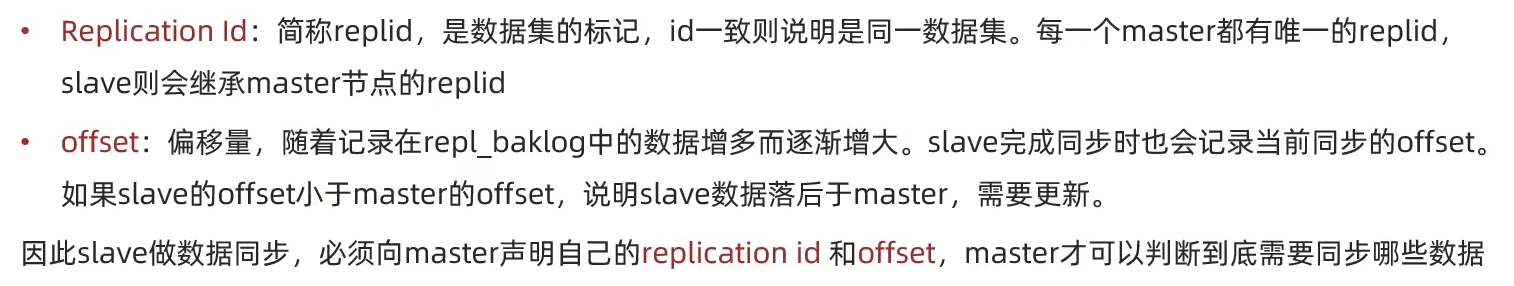 • Replication Id：简称replid，是数据集的标记，id一致则说明是同一数据集。每一个master都有唯一的replid，
slave则会继承master节点的replid
• offset：偏移量，随着记录在repl_baklog中的数据增多而逐渐增大。slave完成同步时也会记录当前同步的offset。
如果slave的offset小于master的offset，说明slave数据落后于master，需要更新。
因此slave做数据同步，必须向master声明自己的replication id 和offset，master才可以判断到底需要同步哪些数据